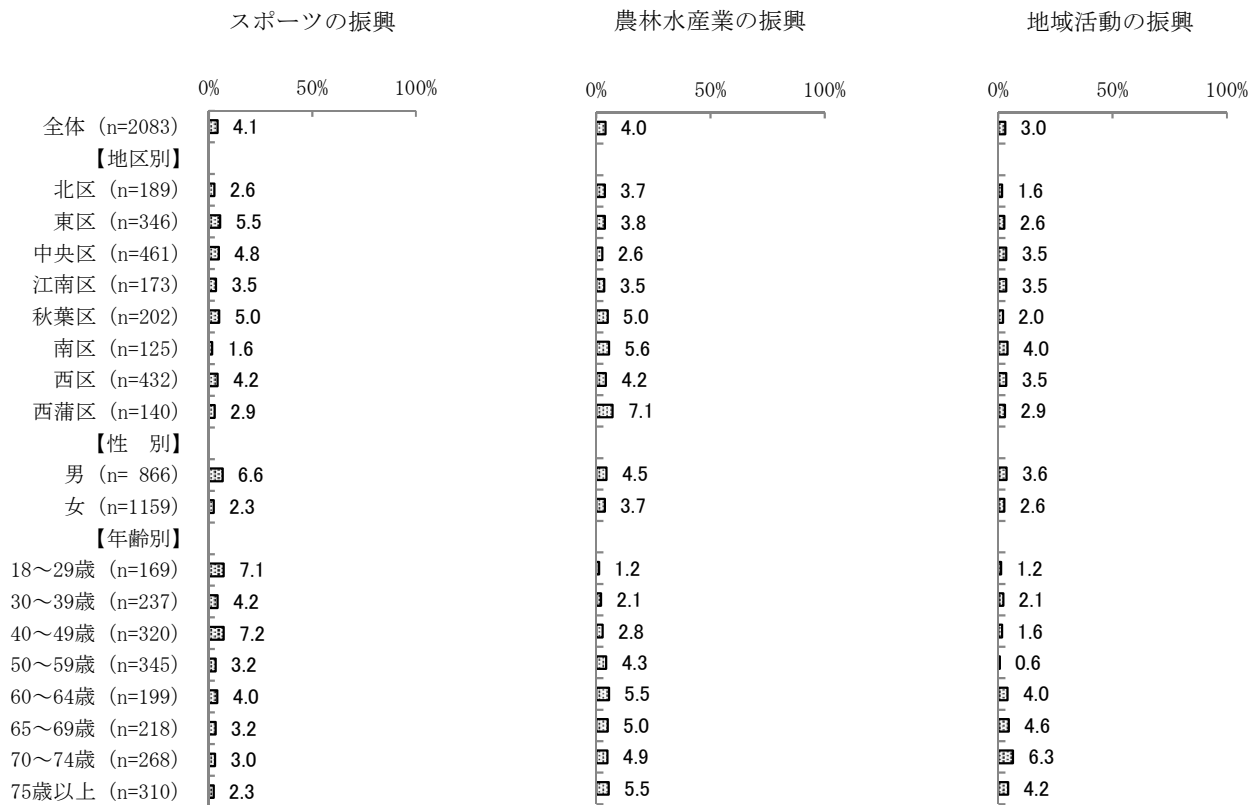 スポーツの振興 農林水産業の振興 地域活動の振興
0% 50% 100% 0% 50% 100% 0% 50% 100%
全体 (n=2083) 4.1 4.0 3.0
【地区別】
北区 (n=189) 2.6 3.7 1.6
東区 (n=346) 5.5 3.8 2.6
中央区 (n=461) 4.8 2.6 3.5
江南区 (n=173) 3.5 3.5 3.5
秋葉区 (n=202) 5.0 5.0 2.0
南区 (n=125) 1.6 5.6 4.0
西区 (n=432) 4.2 4.2 3.5
西蒲区 (n=140) 2.9 7.1 2.9
【性　別】
男 (n= 866) 6.6 4.5 3.6
女 (n=1159) 2.3 3.7 2.6
【年齢別】
18～29歳 (n=169) 7.1 1.2 1.2
30～39歳 (n=237) 4.2 2.1 2.1
40～49歳 (n=320) 7.2 2.8 1.6
50～59歳 (n=345) 3.2 4.3 0.6
60～64歳 (n=199) 4.0 5.5 4.0
65～69歳 (n=218) 3.2 5.0 4.6
70～74歳 (n=268) 3.0 4.9 6.3
75歳以上 (n=310) 2.3 5.5 4.2